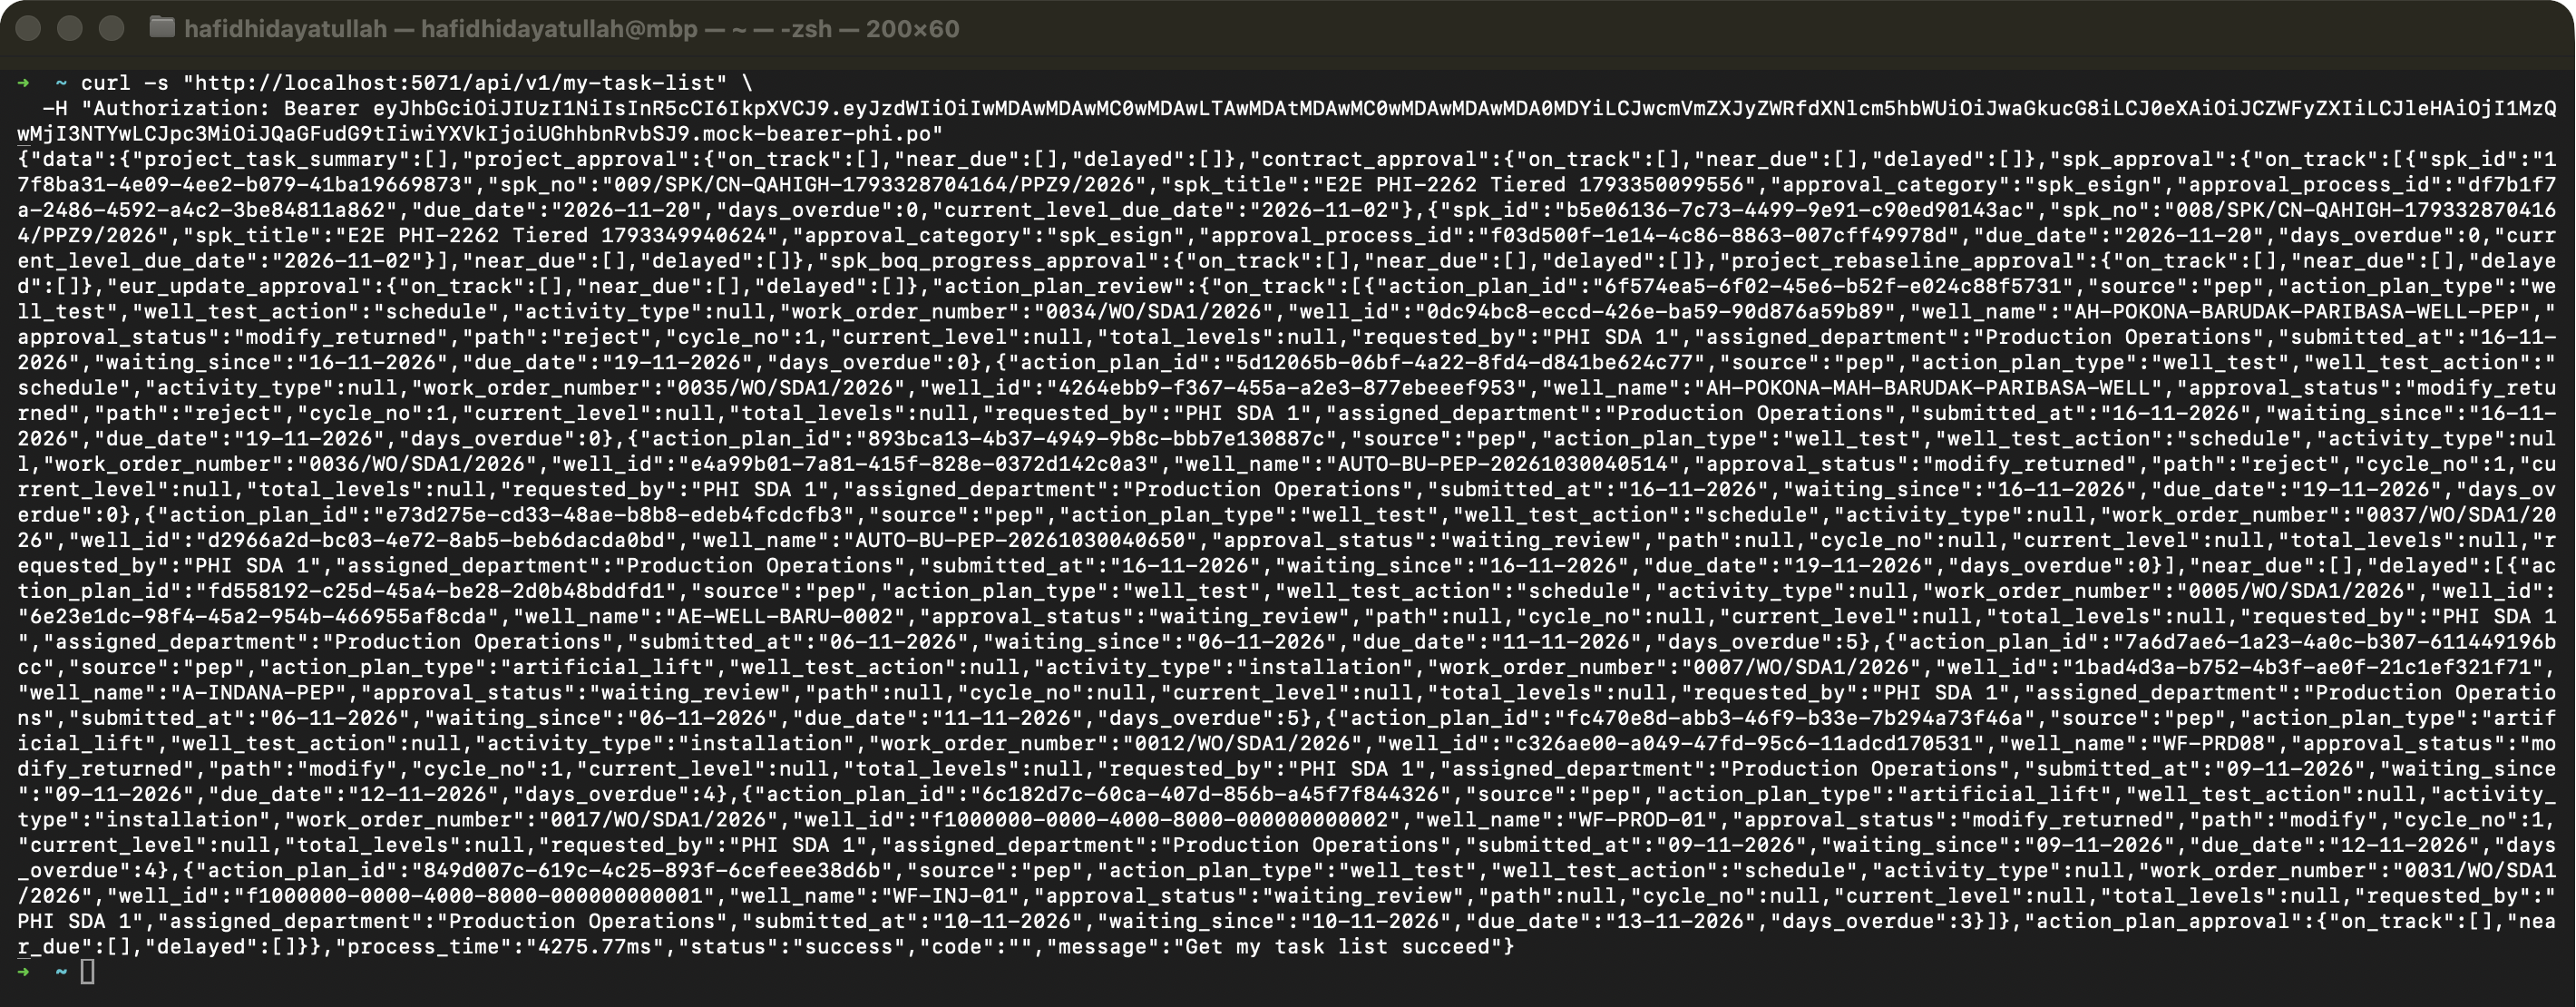 hafidhidayatullah — hafidhidayatullah@mbp — ~ — -zsh — 200×60
➜  ~ curl -s "http://localhost:5071/api/v1/my-task-list" \
  -H "Authorization: Bearer eyJhbGciOiJIUzI1NiIsInR5cCI6IkpXVCJ9.eyJzdWIiOiIwMDAwMDAwMC0wMDAwLTAwMDAtMDAwMC0wMDAwMDAwMDA0MDYiLCJwcmVmZXJyZWRfdXNlcm5hbWUiOiJwaGkucG8iLCJ0eXAiOiJCZWFyZXIiLCJleHAiOjI1MzQ
wMjI3NTYwLCJpc3MiOiJQaGFudG9tIiwiYXVkIjoiUGhhbnRvbSJ9.mock-bearer-phi.po"
{"data":{"project_task_summary":[],"project_approval":{"on_track":[],"near_due":[],"delayed":[]},"contract_approval":{"on_track":[],"near_due":[],"delayed":[]},"spk_approval":{"on_track":[{"spk_id":"1
7f8ba31-4e09-4ee2-b079-41ba19669873","spk_no":"009/SPK/CN-QAHIGH-1793328704164/PPZ9/2026","spk_title":"E2E PHI-2262 Tiered 1793350099556","approval_category":"spk_esign","approval_process_id":"df7b1f7
a-2486-4592-a4c2-3be84811a862","due_date":"2026-11-20","days_overdue":0,"current_level_due_date":"2026-11-02"},{"spk_id":"b5e06136-7c73-4499-9e91-c90ed90143ac","spk_no":"008/SPK/CN-QAHIGH-179332870416
4/PPZ9/2026","spk_title":"E2E PHI-2262 Tiered 1793349940624","approval_category":"spk_esign","approval_process_id":"f03d500f-1e14-4c86-8863-007cff49978d","due_date":"2026-11-20","days_overdue":0,"curr
ent_level_due_date":"2026-11-02"}],"near_due":[],"delayed":[]},"spk_boq_progress_approval":{"on_track":[],"near_due":[],"delayed":[]},"project_rebaseline_approval":{"on_track":[],"near_due":[],"delaye
d":[]},"eur_update_approval":{"on_track":[],"near_due":[],"delayed":[]},"action_plan_review":{"on_track":[{"action_plan_id":"6f574ea5-6f02-45e6-b52f-e024c88f5731","source":"pep","action_plan_type":"we
ll_test","well_test_action":"schedule","activity_type":null,"work_order_number":"0034/WO/SDA1/2026","well_id":"0dc94bc8-eccd-426e-ba59-90d876a59b89","well_name":"AH-POKONA-BARUDAK-PARIBASA-WELL-PEP","
approval_status":"modify_returned","path":"reject","cycle_no":1,"current_level":null,"total_levels":null,"requested_by":"PHI SDA 1","assigned_department":"Production Operations","submitted_at":"16-11-
2026","waiting_since":"16-11-2026","due_date":"19-11-2026","days_overdue":0},{"action_plan_id":"5d12065b-06bf-4a22-8fd4-d841be624c77","source":"pep","action_plan_type":"well_test","well_test_action":"
schedule","activity_type":null,"work_order_number":"0035/WO/SDA1/2026","well_id":"4264ebb9-f367-455a-a2e3-877ebeeef953","well_name":"AH-POKONA-MAH-BARUDAK-PARIBASA-WELL","approval_status":"modify_retu
rned","path":"reject","cycle_no":1,"current_level":null,"total_levels":null,"requested_by":"PHI SDA 1","assigned_department":"Production Operations","submitted_at":"16-11-2026","waiting_since":"16-11-
2026","due_date":"19-11-2026","days_overdue":0},{"action_plan_id":"893bca13-4b37-4949-9b8c-bbb7e130887c","source":"pep","action_plan_type":"well_test","well_test_action":"schedule","activity_type":nul
l,"work_order_number":"0036/WO/SDA1/2026","well_id":"e4a99b01-7a81-415f-828e-0372d142c0a3","well_name":"AUTO-BU-PEP-20261030040514","approval_status":"modify_returned","path":"reject","cycle_no":1,"cu
rrent_level":null,"total_levels":null,"requested_by":"PHI SDA 1","assigned_department":"Production Operations","submitted_at":"16-11-2026","waiting_since":"16-11-2026","due_date":"19-11-2026","days_ov
erdue":0},{"action_plan_id":"e73d275e-cd33-48ae-b8b8-edeb4fcdcfb3","source":"pep","action_plan_type":"well_test","well_test_action":"schedule","activity_type":null,"work_order_number":"0037/WO/SDA1/20
26","well_id":"d2966a2d-bc03-4e72-8ab5-beb6dacda0bd","well_name":"AUTO-BU-PEP-20261030040650","approval_status":"waiting_review","path":null,"cycle_no":null,"current_level":null,"total_levels":null,"r
equested_by":"PHI SDA 1","assigned_department":"Production Operations","submitted_at":"16-11-2026","waiting_since":"16-11-2026","due_date":"19-11-2026","days_overdue":0}],"near_due":[],"delayed":[{"ac
tion_plan_id":"fd558192-c25d-45a4-be28-2d0b48bddfd1","source":"pep","action_plan_type":"well_test","well_test_action":"schedule","activity_type":null,"work_order_number":"0005/WO/SDA1/2026","well_id":
"6e23e1dc-98f4-45a2-954b-466955af8cda","well_name":"AE-WELL-BARU-0002","approval_status":"waiting_review","path":null,"cycle_no":null,"current_level":null,"total_levels":null,"requested_by":"PHI SDA 1
","assigned_department":"Production Operations","submitted_at":"06-11-2026","waiting_since":"06-11-2026","due_date":"11-11-2026","days_overdue":5},{"action_plan_id":"7a6d7ae6-1a23-4a0c-b307-611449196b
cc","source":"pep","action_plan_type":"artificial_lift","well_test_action":null,"activity_type":"installation","work_order_number":"0007/WO/SDA1/2026","well_id":"1bad4d3a-b752-4b3f-ae0f-21c1ef321f71",
"well_name":"A-INDANA-PEP","approval_status":"waiting_review","path":null,"cycle_no":null,"current_level":null,"total_levels":null,"requested_by":"PHI SDA 1","assigned_department":"Production Operatio
ns","submitted_at":"06-11-2026","waiting_since":"06-11-2026","due_date":"11-11-2026","days_overdue":5},{"action_plan_id":"fc470e8d-abb3-46f9-b33e-7b294a73f46a","source":"pep","action_plan_type":"artif
icial_lift","well_test_action":null,"activity_type":"installation","work_order_number":"0012/WO/SDA1/2026","well_id":"c326ae00-a049-47fd-95c6-11adcd170531","well_name":"WF-PRD08","approval_status":"mo
dify_returned","path":"modify","cycle_no":1,"current_level":null,"total_levels":null,"requested_by":"PHI SDA 1","assigned_department":"Production Operations","submitted_at":"09-11-2026","waiting_since
":"09-11-2026","due_date":"12-11-2026","days_overdue":4},{"action_plan_id":"6c182d7c-60ca-407d-856b-a45f7f844326","source":"pep","action_plan_type":"artificial_lift","well_test_action":null,"activity_
type":"installation","work_order_number":"0017/WO/SDA1/2026","well_id":"f1000000-0000-4000-8000-000000000002","well_name":"WF-PROD-01","approval_status":"modify_returned","path":"modify","cycle_no":1,
"current_level":null,"total_levels":null,"requested_by":"PHI SDA 1","assigned_department":"Production Operations","submitted_at":"09-11-2026","waiting_since":"09-11-2026","due_date":"12-11-2026","days
_overdue":4},{"action_plan_id":"849d007c-619c-4c25-893f-6cefeee38d6b","source":"pep","action_plan_type":"well_test","well_test_action":"schedule","activity_type":null,"work_order_number":"0031/WO/SDA1
/2026","well_id":"f1000000-0000-4000-8000-000000000001","well_name":"WF-INJ-01","approval_status":"waiting_review","path":null,"cycle_no":null,"current_level":null,"total_levels":null,"requested_by":"
PHI SDA 1","assigned_department":"Production Operations","submitted_at":"10-11-2026","waiting_since":"10-11-2026","due_date":"13-11-2026","days_overdue":3}]},"action_plan_approval":{"on_track":[],"nea
r_due":[],"delayed":[]}},"process_time":"4275.77ms","status":"success","code":"","message":"Get my task list succeed"}
➜  ~